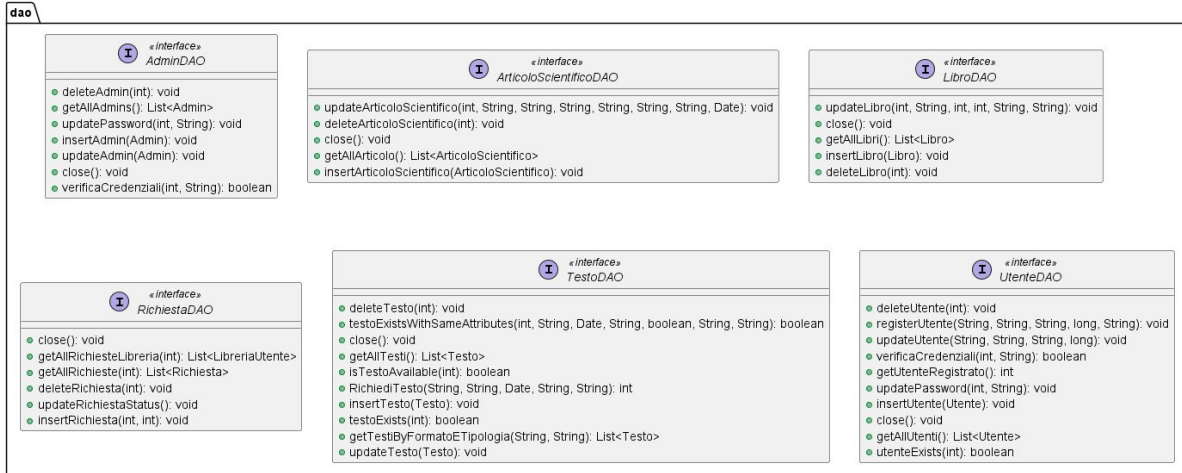 dao
«interface»
AdminDAO
deleteAdmin(int): void
getAllAdmins(): List<Admin>
updatePassword(int, String): void
insertAdmin(Admin): void
updateAdmin(Admin): void
close(): void
verificaCredenziali(int, String): boolean
«interface»
ArticoloScientificoDAO
updateArticoloScientifico(int, String, String, String, String, String, String, Date): void
deleteArticoloScientifico(int): void
close(): void
getAllArticolo(): List<ArticoloScientifico>
insertArticoloScientifico(ArticoloScientifico): void
«interface»
LibroDAO
updateLibro(int, String, int, int, String, String): void
close(): void
getAllLibri(): List<Libro>
insertLibro(Libro): void
deleteLibro(int): void
«interface»
RichiestaDAO
close(): void
getAllRichiesteLibreria(int): List<LibreriaUtente>
getAllRichieste(int): List<Richiesta>
deleteRichiesta(int): void
updateRichiestaStatus(): void
insertRichiesta(int, int): void
«interface»
TestoDAO
deleteTesto(int): void
testoExistsWithSameAttributes(int, String, Date, String, boolean, String, String): boolean
close(): void
getAllTesti(): List<Testo>
isTestoAvailable(int): boolean
RichiediTesto(String, String, Date, String, String): int
insertTesto(Testo): void
testoExists(int): boolean
getTestiByFormatoETipologia(String, String): List<Testo>
updateTesto(Testo): void
«interface»
UtenteDAO
deleteUtente(int): void
registerUtente(String, String, String, long, String): void
updateUtente(String, String, String, long): void
verificaCredenziali(int, String): boolean
getUtenteRegistrato(): int
updatePassword(int, String): void
insertUtente(Utente): void
close(): void
getAllUtenti(): List<Utente>
utenteExists(int): boolean